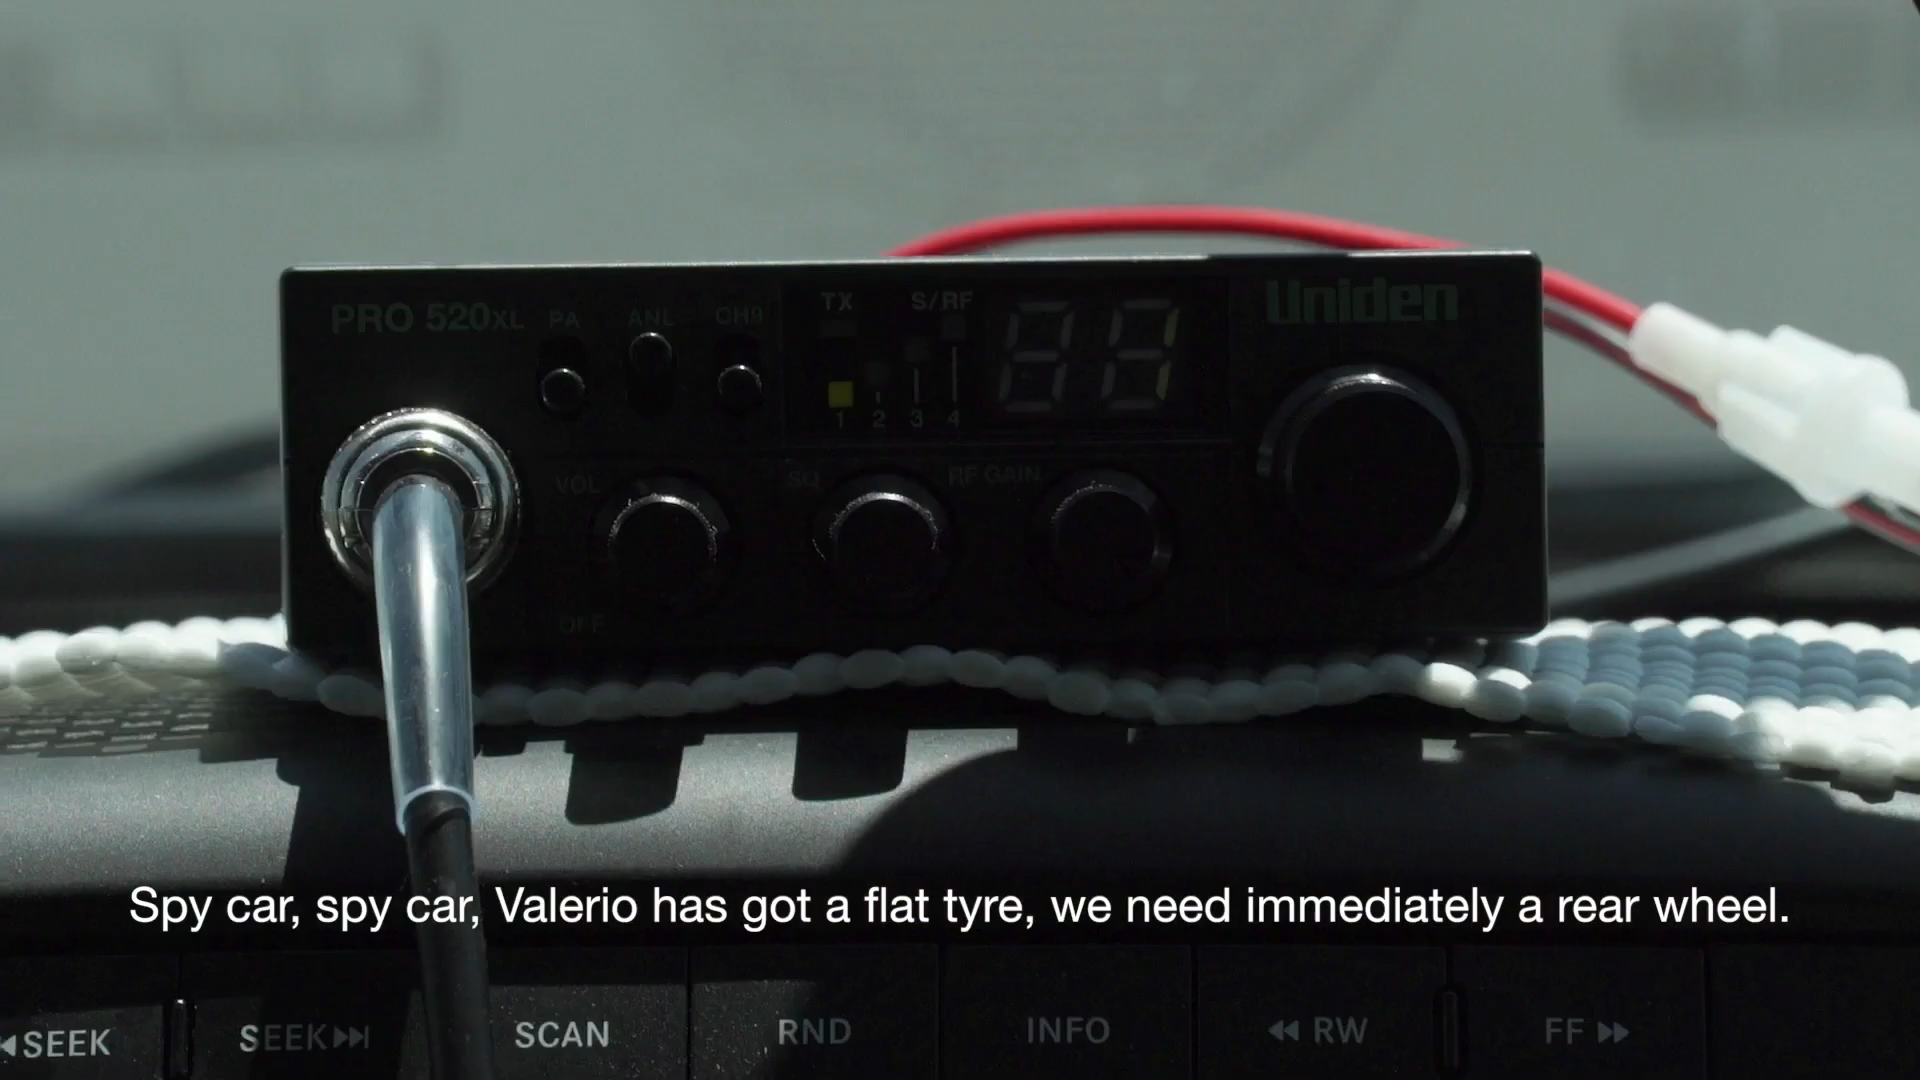 PRO 520XL PA ANL CH9 TX S/RF Uniden
1 2 3 4
VOL SQ RF GAIN
OFF
Spy car, spy car, Valerio has got a flat tyre, we need immediately a rear wheel.
SEEK SEEK SCAN RND INFO RW FF